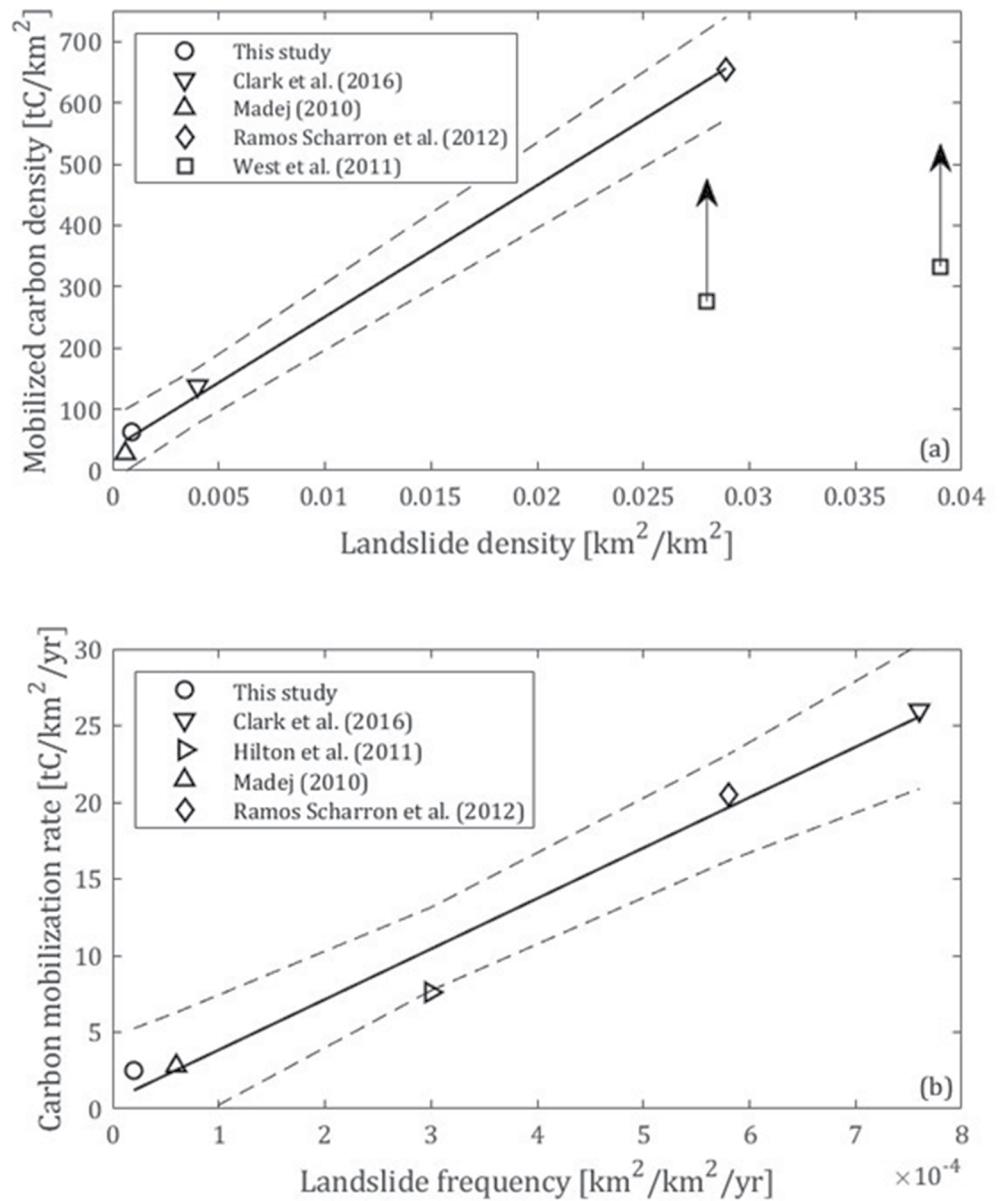 Mobilized carbon density [tC/km²]
700
600
500
400
300
200
100
0
This study
Clark et al. (2016)
Madej (2010)
Ramos Scharron et al. (2012)
West et al. (2011)
(a)
0 0.005 0.01 0.015 0.02 0.025 0.03 0.035 0.04
Landslide density [km²/km²]
Carbon mobilization rate [tC/km²/yr]
30
25
20
15
10
5
0
This study
Clark et al. (2016)
Hilton et al. (2011)
Madej (2010)
Ramos Scharron et al. (2012)
(b)
0 1 2 3 4 5 6 7 8
×10⁻⁴
Landslide frequency [km²/km²/yr]